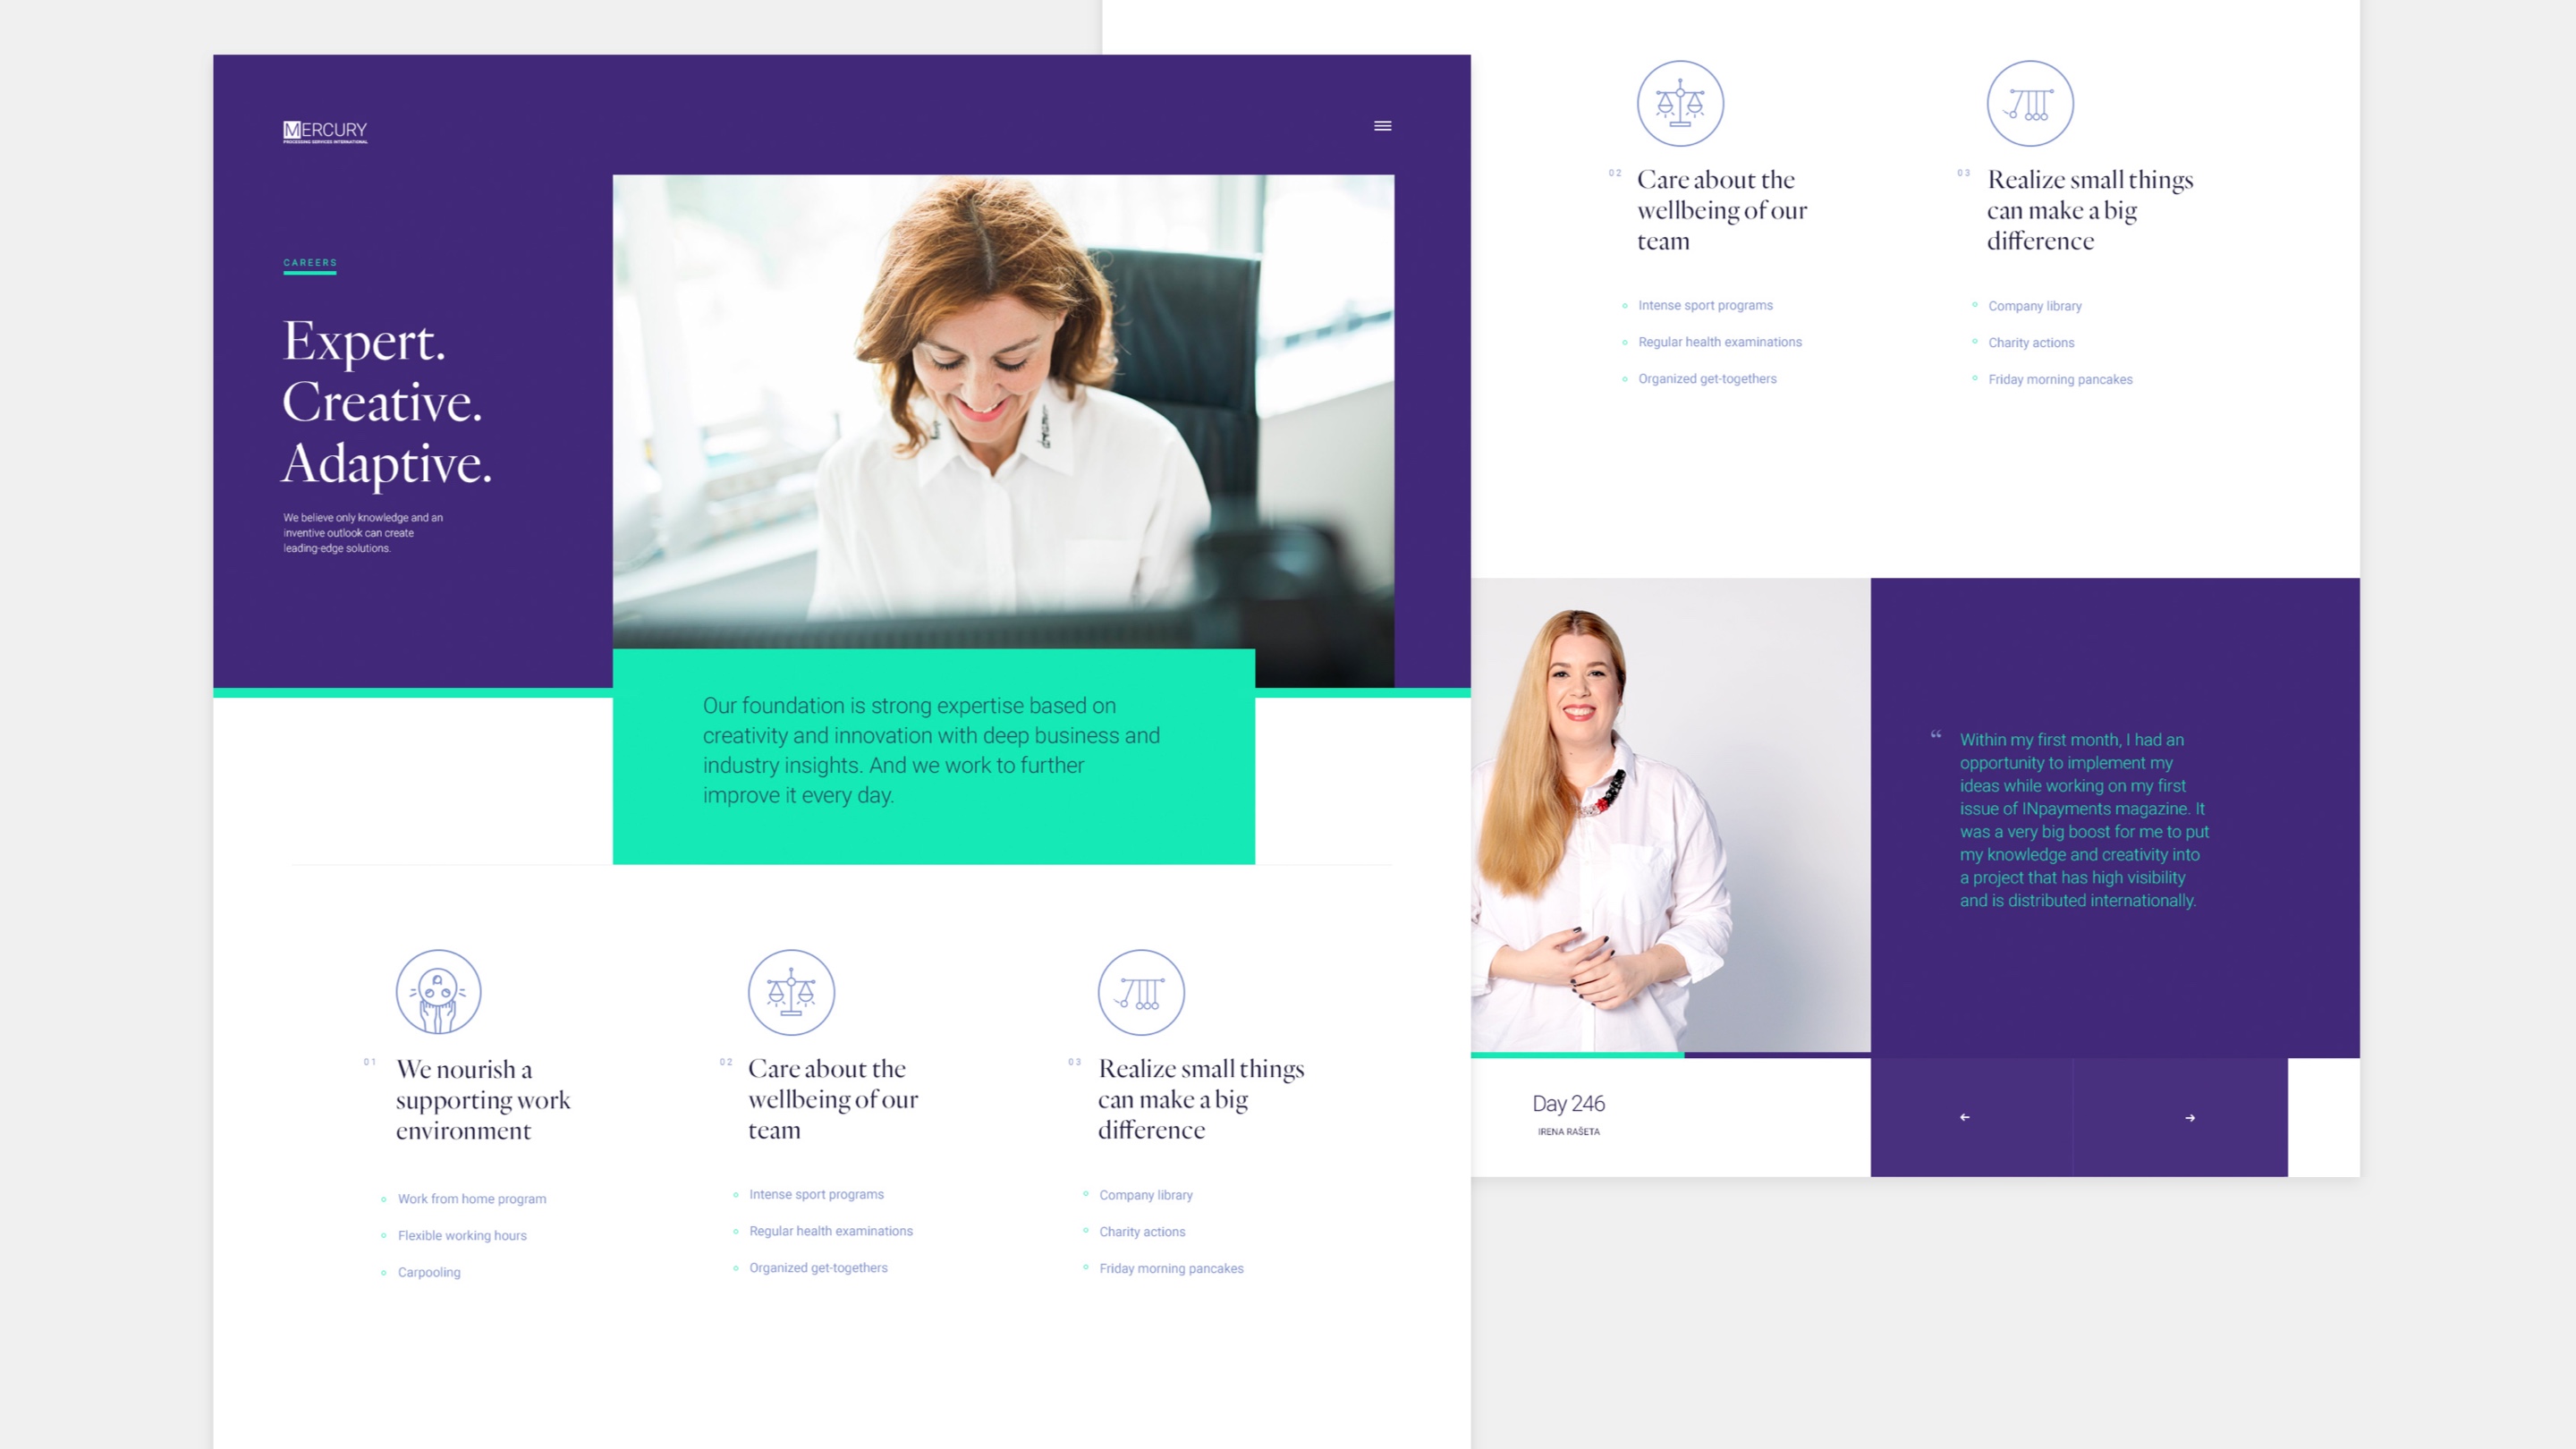 MERCURY
PROCESSING SERVICES INTERNATIONAL
CAREERS
Expert.
Creative.
Adaptive.
We believe only knowledge and an
inventive outlook can create
leading-edge solutions.
dream
Our foundation is strong expertise based on
creativity and innovation with deep business and
industry insights. And we work to further
improve it every day.
01
We nourish a
supporting work
environment
Work from home program
Flexible working hours
Carpooling
02
Care about the
wellbeing of our
team
Intense sport programs
Regular health examinations
Organized get-togethers
03
Realize small things
can make a big
difference
Company library
Charity actions
Friday morning pancakes
02
Care about the
wellbeing of our
team
Intense sport programs
Regular health examinations
Organized get-togethers
03
Realize small things
can make a big
difference
Company library
Charity actions
Friday morning pancakes
“ Within my first month, I had an
opportunity to implement my
ideas while working on my first
issue of INpayments magazine. It
was a very big boost for me to put
my knowledge and creativity into
a project that has high visibility
and is distributed internationally.
Day 246
IRENA RAŠETA